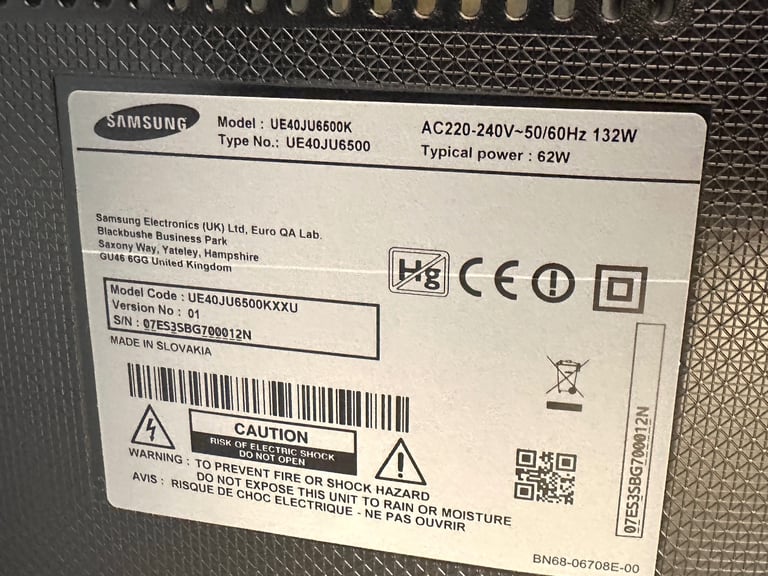 SAMSUNG
Model : UE40JU6500K
Type No.: UE40JU6500
AC220-240V~50/60Hz 132W
Typical power : 62W
Samsung Electronics (UK) Ltd, Euro QA Lab.
Blackbushe Business Park
Saxony Way, Yateley, Hampshire
GU46 6GG United Kingdom
Hg
CE
Model Code : UE40JU6500KXXU
Version No : 01
S/N : 07ES3SBG700012N
MADE IN SLOVAKIA
CAUTION
RISK OF ELECTRIC SHOCK
DO NOT OPEN
WARNING : TO PREVENT FIRE OR SHOCK HAZARD
DO NOT EXPOSE THIS UNIT TO RAIN OR MOISTURE
AVIS : RISQUE DE CHOC ELECTRIQUE - NE PAS OUVRIR
07ES3SBG700012N
BN68-06708E-00